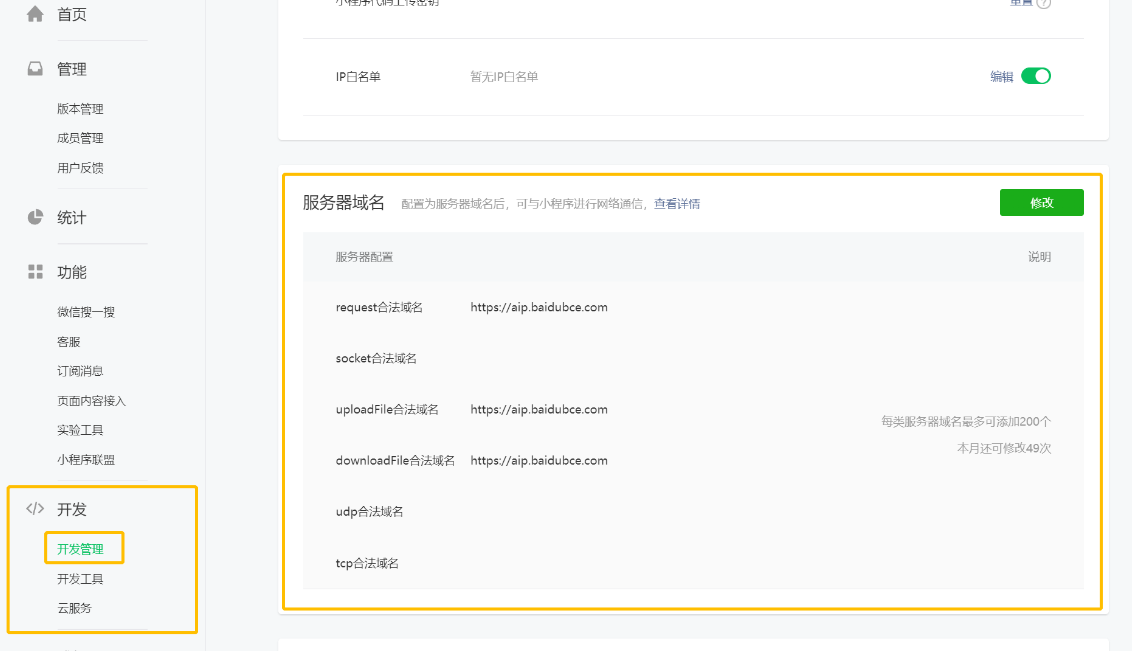 首页
管理
版本管理
成员管理
用户反馈
统计
功能
微信搜一搜
客服
订阅消息
页面内容接入
实验工具
小程序联盟
</> 开发
开发管理
开发工具
云服务
小程序代码上传密钥 重置 ?
IP白名单 暂无IP白名单 编辑
服务器域名 配置为服务器域名后，可与小程序进行网络通信，查看详情 修改
服务器配置 说明
request合法域名 https://aip.baidubce.com
socket合法域名
uploadFile合法域名 https://aip.baidubce.com
每类服务器域名最多可添加200个
本月还可修改49次
downloadFile合法域名 https://aip.baidubce.com
udp合法域名
tcp合法域名